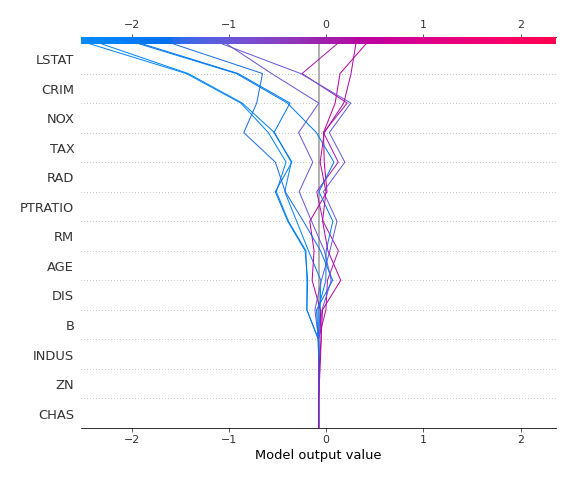 −2 −1 0 1 2
LSTAT
CRIM
NOX
TAX
RAD
PTRATIO
RM
AGE
DIS
B
INDUS
ZN
CHAS
−2 −1 0 1 2
Model output value